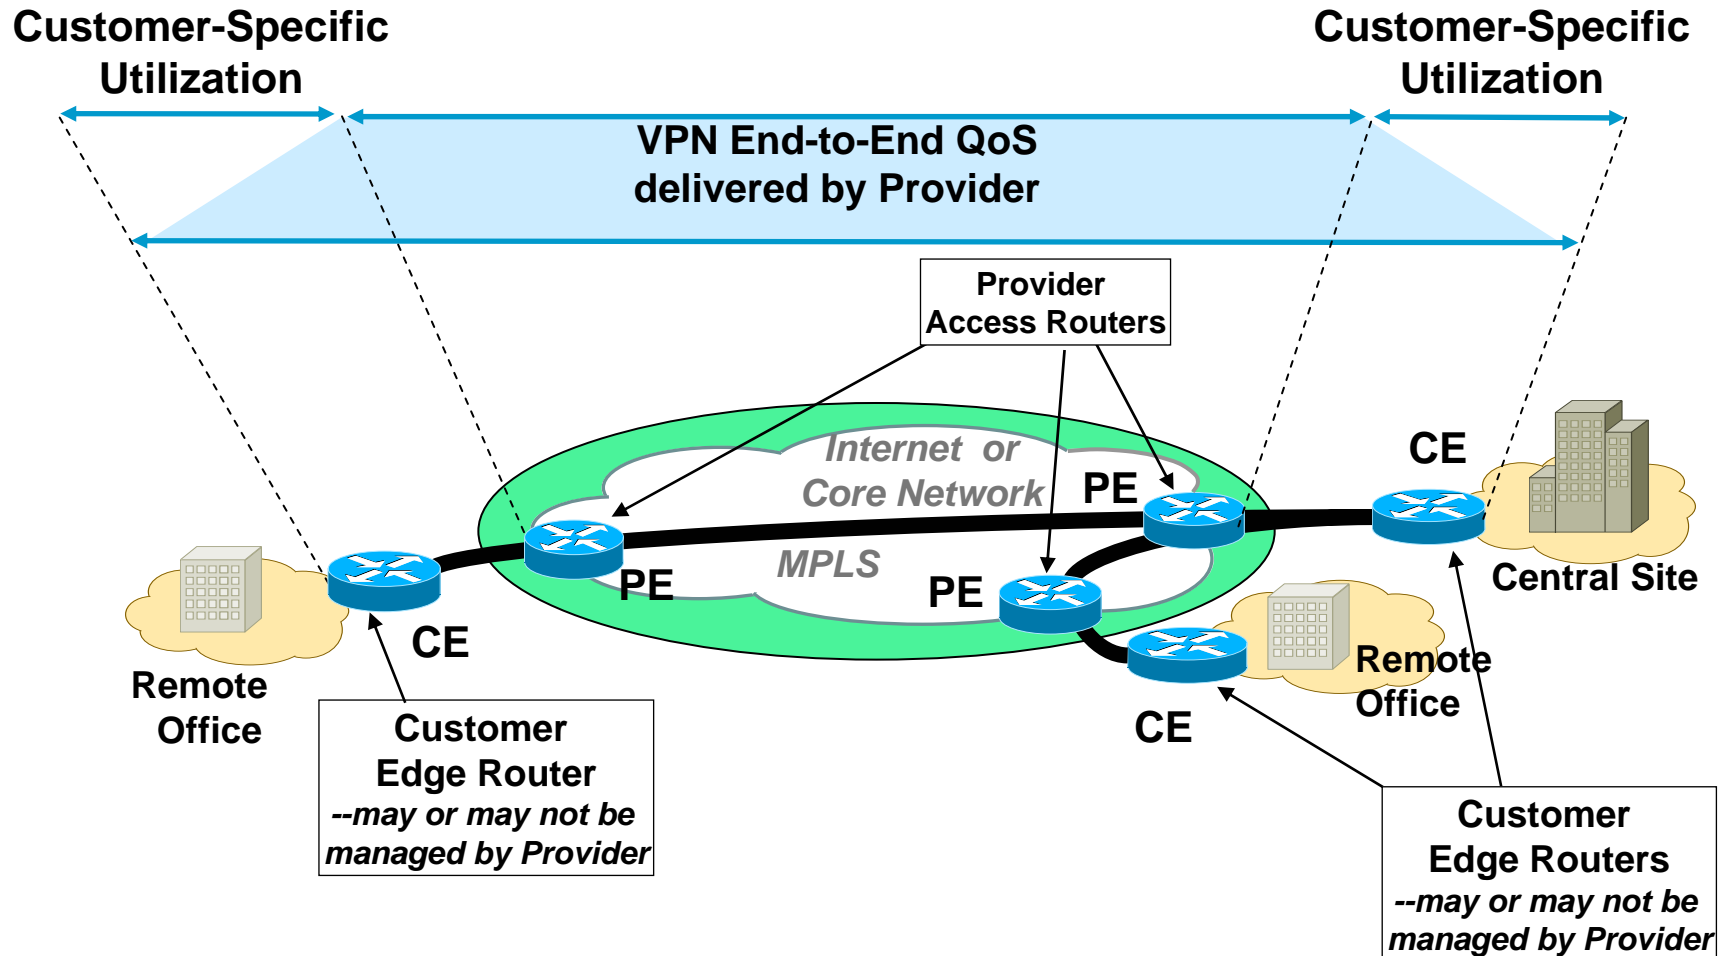 Customer-Specific
Utilization
Customer-Specific
Utilization
VPN End-to-End QoS
delivered by Provider
Provider
Access Routers
Internet or
Core Network
MPLS
PE
PE
PE
CE
CE
CE
Central Site
Remote
Office
Remote
Office
Customer
Edge Router
--may or may not be
managed by Provider
Customer
Edge Routers
--may or may not be
managed by Provider